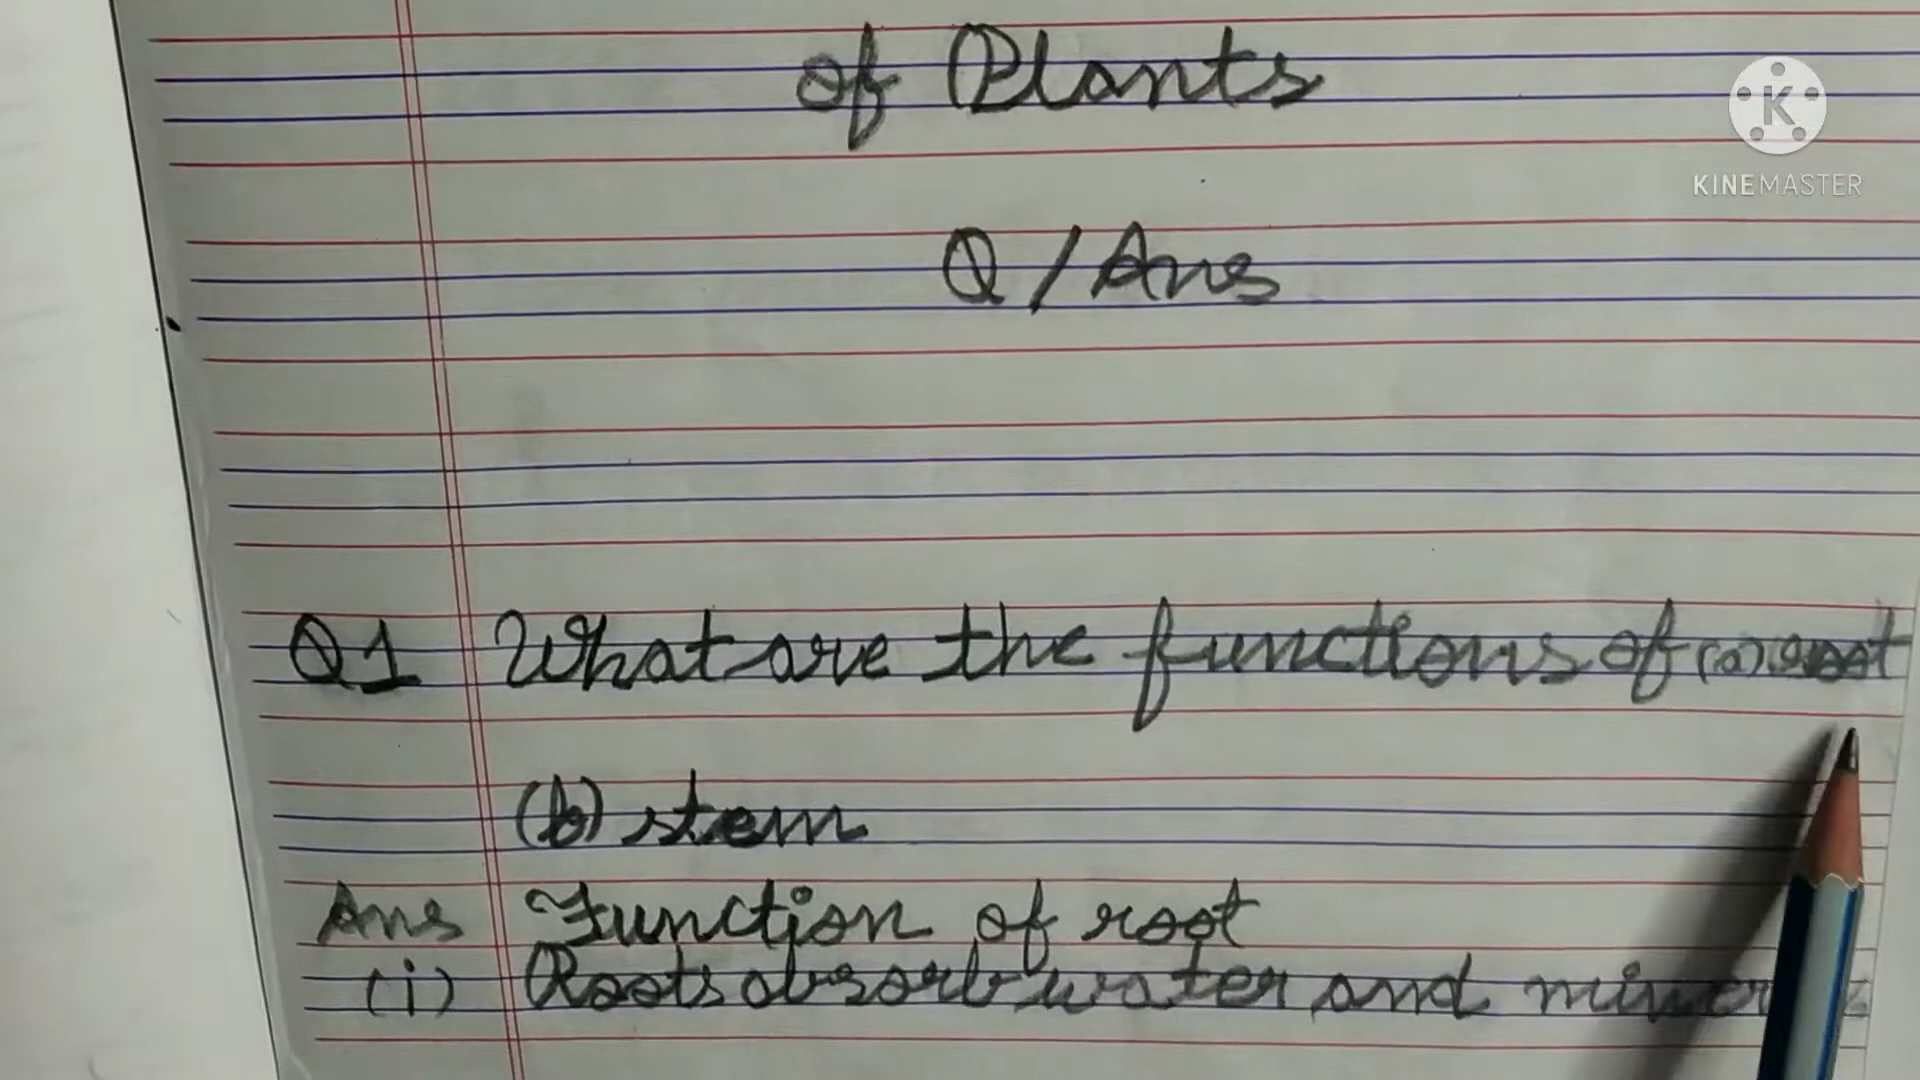 of Plants
K
KINEMASTER
Q/Ans
Q1 What are the functions of (a) root
(b) stem
Ans Function of root
(i) Roots absorb water and